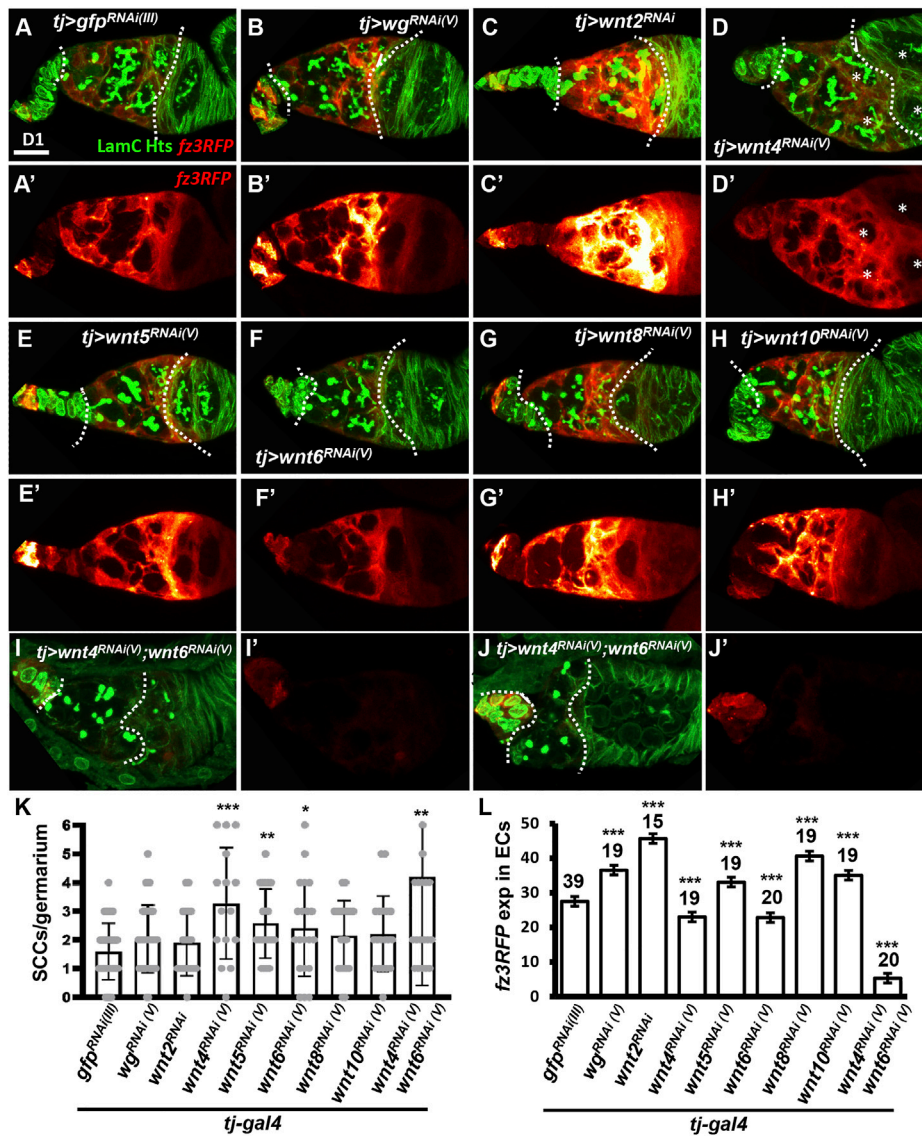 A tj>gfpRNAi(III)
B tj>wgRNAi(V)
C tj>wnt2RNAi
D
D1
LamC Hts fz3RFP
tj>wnt4RNAi(V)
* * *
A’ fz3RFP
B’
C’
D’
* * *
E tj>wnt5RNAi(V)
F
tj>wnt6RNAi(V)
G tj>wnt8RNAi(V)
H tj>wnt10RNAi(V)
E’
F’
G’
H’
I tj>wnt4RNAi(V);wnt6RNAi(V)
I’
J tj>wnt4RNAi(V);wnt6RNAi(V)
J’
K
SCCs/germarium
6
5
4
3
2
1
0
*** ** * **
gfpRNAi(III)
wgRNAi (V)
wnt2RNAi
wnt4RNAi (V)
wnt5RNAi (V)
wnt6RNAi (V)
wnt8RNAi (V)
wnt10RNAi (V)
wnt4RNAi (V)
wnt6RNAi (V)
tj-gal4
L
fz3RFP exp in ECs
50
40
30
20
10
0
39
*** 19
*** 15
*** 19
*** 19
*** 20
*** 19
*** 19
*** 20
gfpRNAi(III)
wgRNAi (V)
wnt2RNAi
wnt4RNAi (V)
wnt5RNAi (V)
wnt6RNAi (V)
wnt8RNAi (V)
wnt10RNAi (V)
wnt4RNAi (V)
wnt6RNAi (V)
tj-gal4